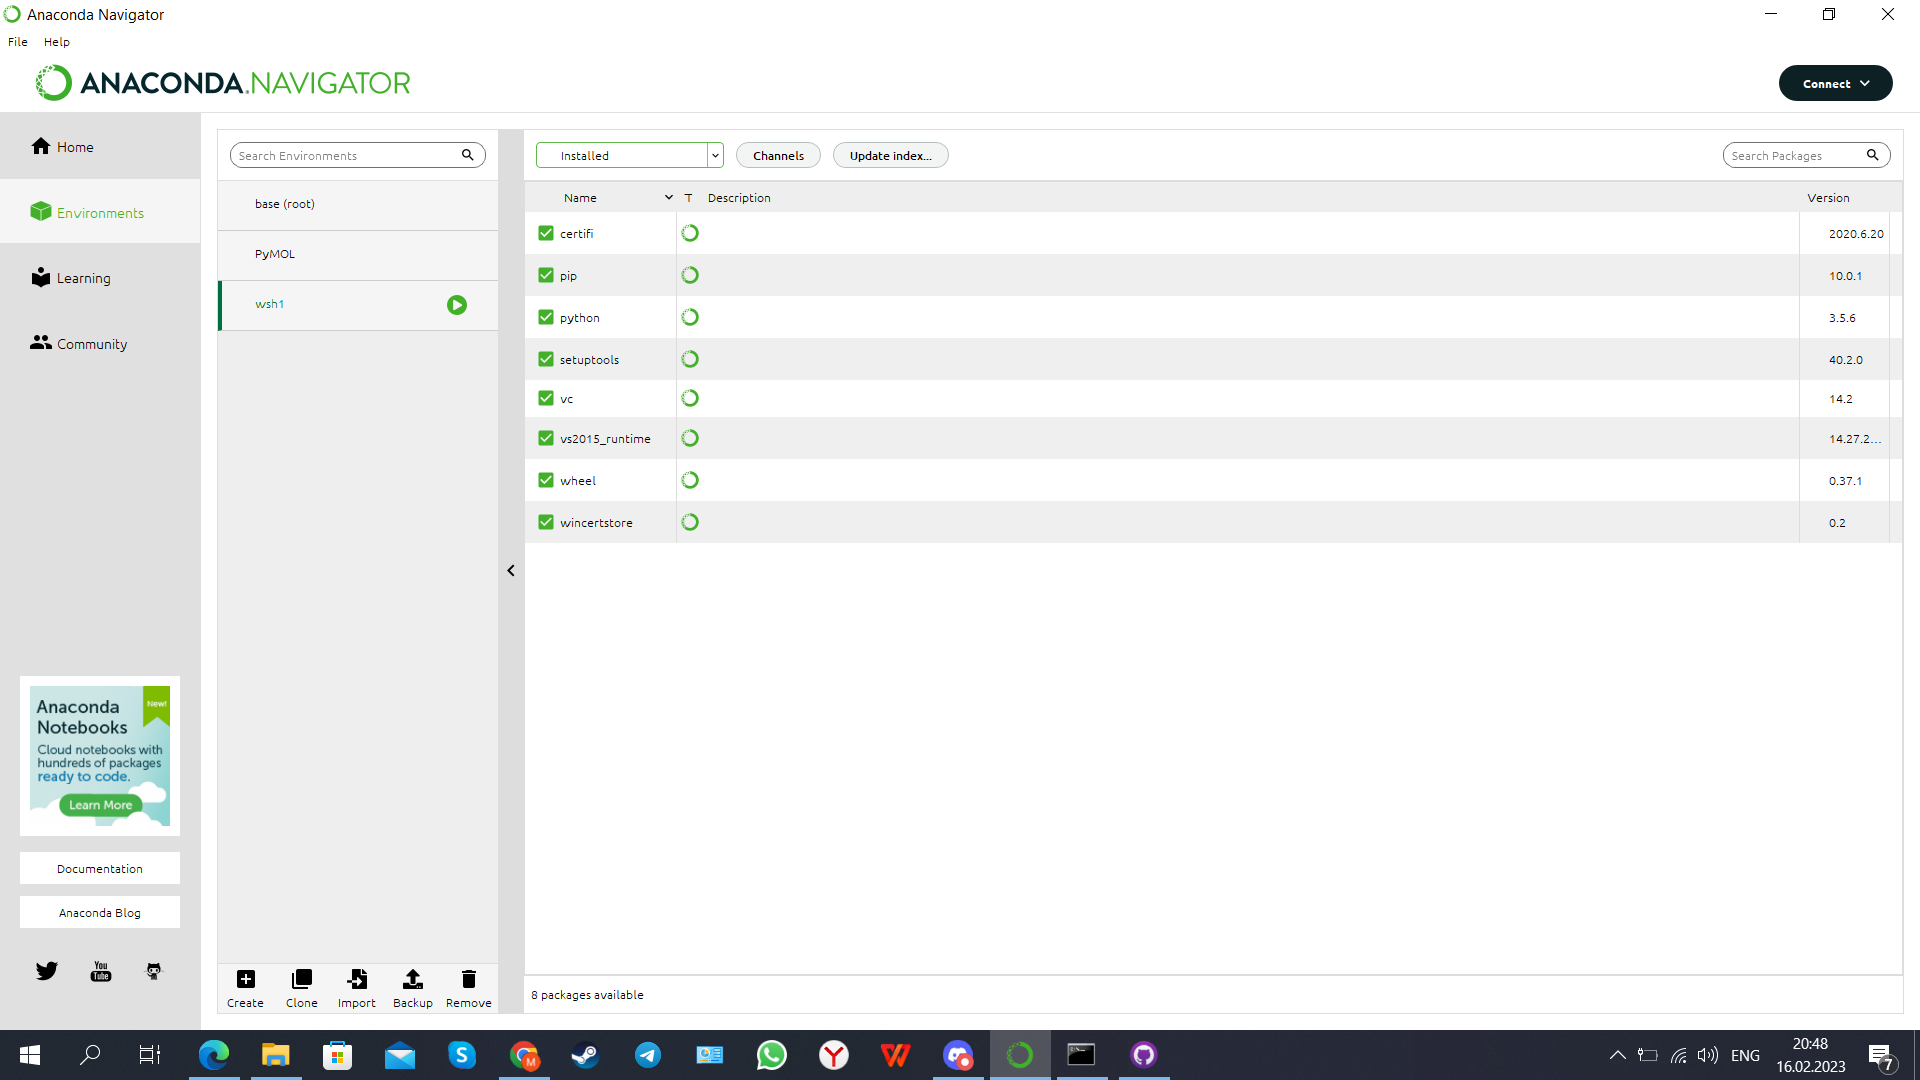 Anaconda Navigator
File Help
ANACONDA.NAVIGATOR
Connect
Home
Environments
Learning
Community
Search Environments
base (root)
PyMOL
wsh1
Installed
Channels
Update index...
Search Packages
Name T Description Version
certifi 2020.6.20
pip 10.0.1
python 3.5.6
setuptools 40.2.0
vc 14.2
vs2015_runtime 14.27.2...
wheel 0.37.1
wincertstore 0.2
Anaconda
Notebooks
New!
Cloud notebooks with
hundreds of packages
ready to code.
Learn More
Documentation
Anaconda Blog
You
Tube
Create Clone Import Backup Remove
8 packages available
M
ENG
20:48
16.02.2023
7